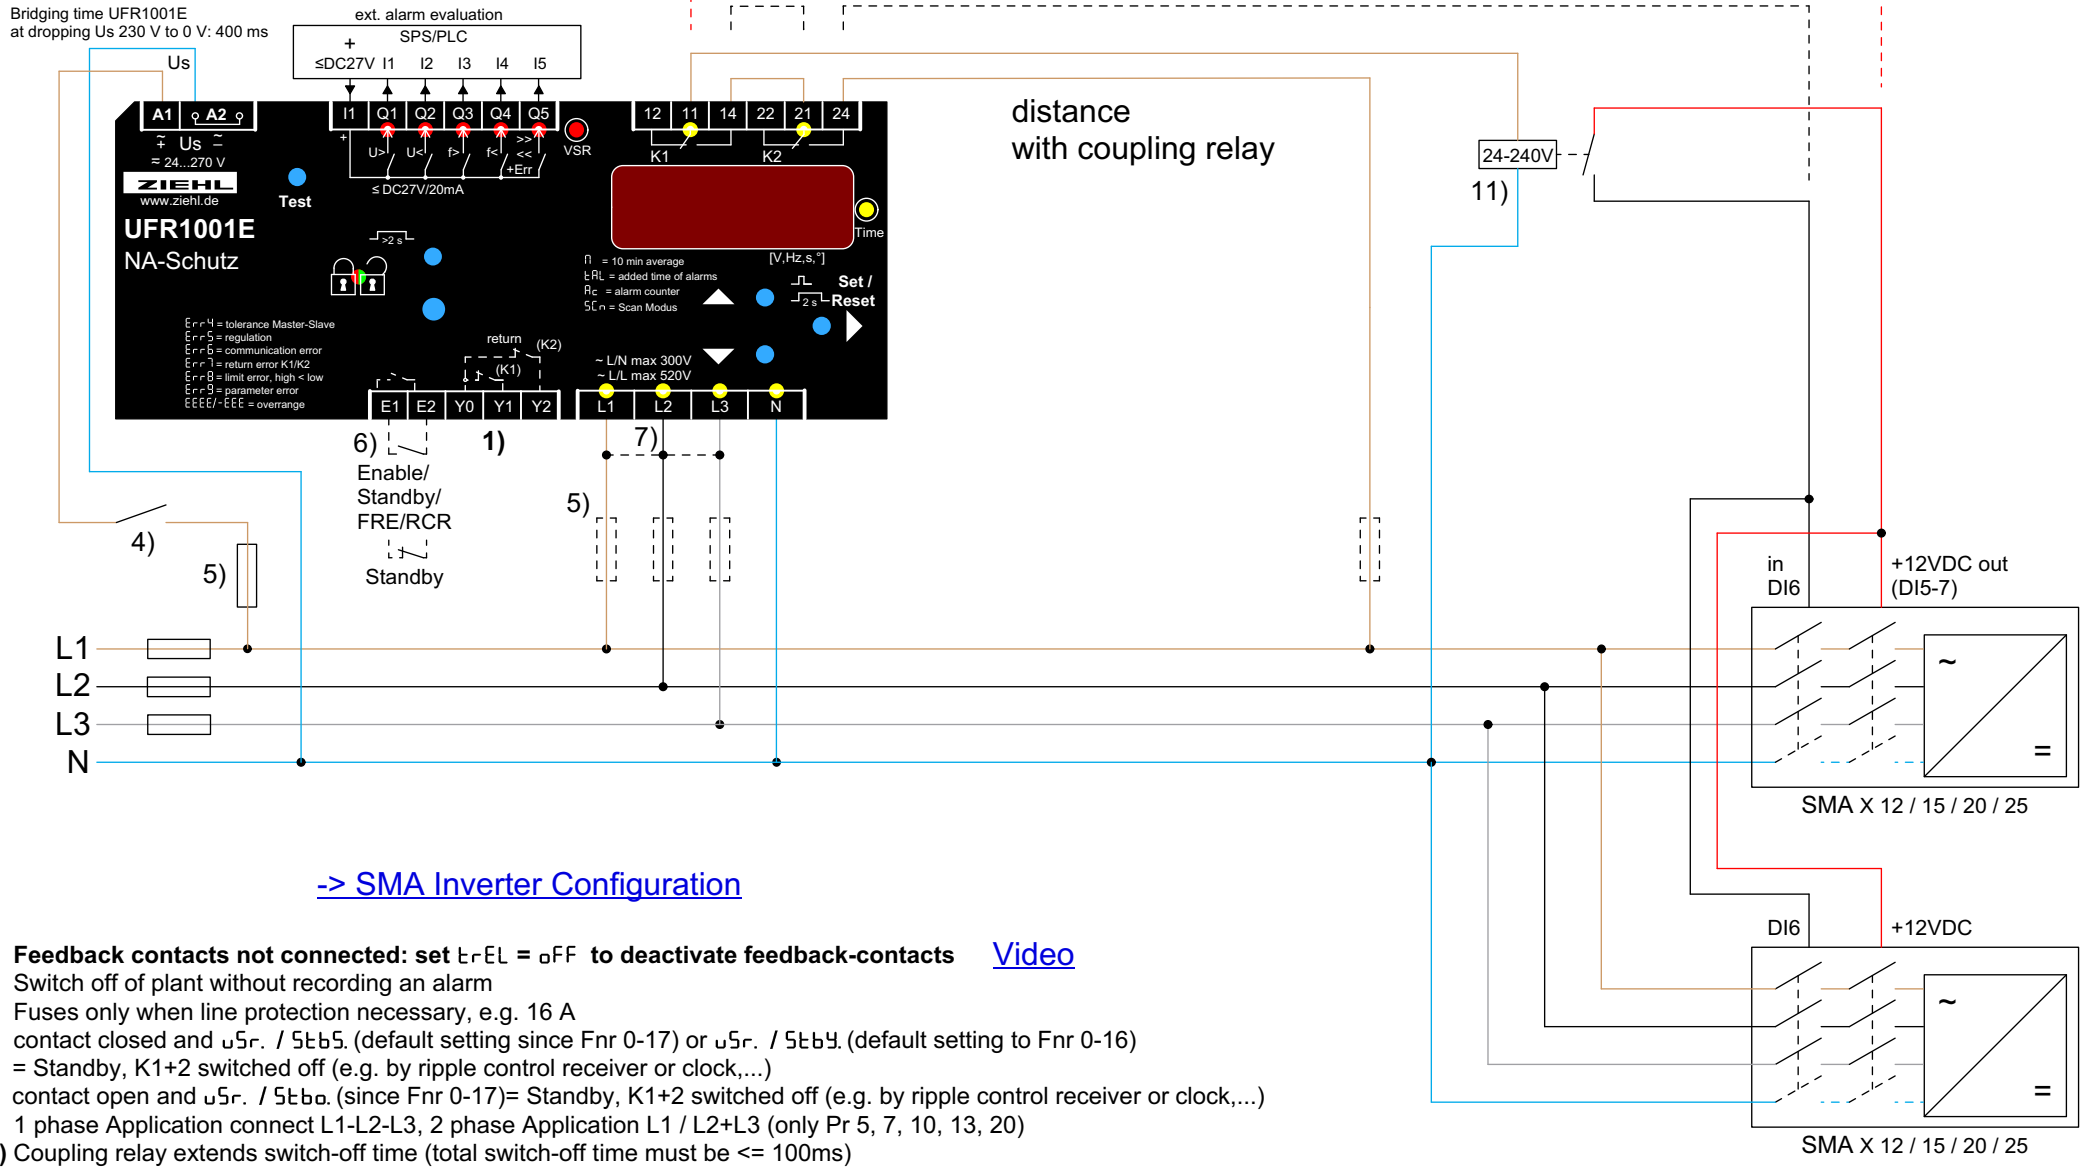 Bridging time UFR1001E
at dropping Us 230 V to 0 V: 400 ms
Us
ext. alarm evaluation
SPS/PLC
+
≤DC27V I1 I2 I3 I4 I5
A1 A2
I1 Q1 Q2 Q3 Q4 Q5
12 11 14 22 21 24
Us
≈ 24...270 V
ZIEHL
www.ziehl.de
UFR1001E
NA-Schutz
Test
+
U> U< f> f< >>
<<
+Err
≤ DC27V/20mA
VSR
K1 K2
Time
>2 s
∩ = 10 min average
tAL = added time of alarms
Ac = alarm counter
SCn = Scan Modus
[V,Hz,s,°]
2 s
Set /
Reset
Err4 = tolerance Master-Slave
Err5 = regulation
Err6 = communication error
Err7 = return error K1/K2
Err8 = limit error, high < low
Err9 = parameter error
EEEE/-EEE = overrange
return (K2)
(K1)
~ L/N max 300V
~ L/L max 520V
E1 E2 Y0 Y1 Y2
L1 L2 L3 N
distance
with coupling relay
24-240V
11)
6)
1)
7)
Enable/
Standby/
FRE/RCR
Standby
5)
4)
5)
in
DI6
+12VDC out
(DI5-7)
L1
L2
L3
N
~
=
SMA X 12 / 15 / 20 / 25
-> SMA Inverter Configuration
DI6
+12VDC
~
=
SMA X 12 / 15 / 20 / 25
Feedback contacts not connected: set trEL = oFF to deactivate feedback-contacts Video
Switch off of plant without recording an alarm
Fuses only when line protection necessary, e.g. 16 A
contact closed and uSr. / StbS. (default setting since Fnr 0-17) or uSr. / StbY. (default setting to Fnr 0-16)
= Standby, K1+2 switched off (e.g. by ripple control receiver or clock,...)
contact open and uSr. / Stbo. (since Fnr 0-17)= Standby, K1+2 switched off (e.g. by ripple control receiver or clock,...)
1 phase Application connect L1-L2-L3, 2 phase Application L1 / L2+L3 (only Pr 5, 7, 10, 13, 20)
) Coupling relay extends switch-off time (total switch-off time must be <= 100ms)